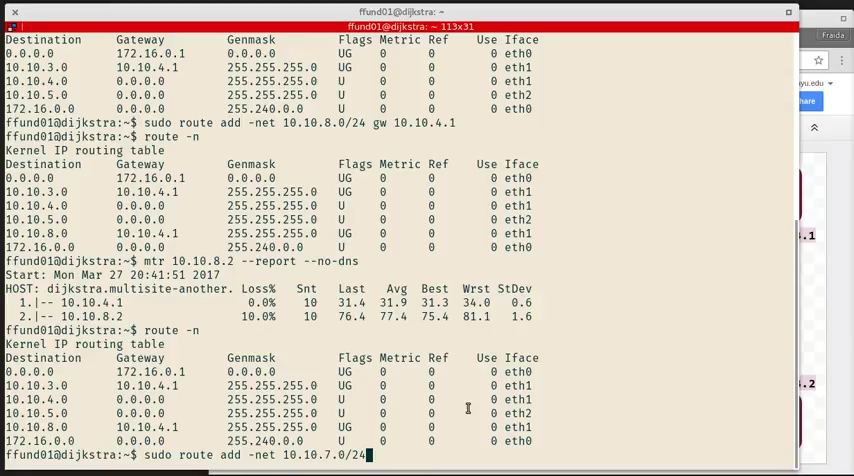 ffund01@dijkstra: ~
ffund01@dijkstra: ~ 113x31
Destination Gateway Genmask Flags Metric Ref Use Iface
0.0.0.0 172.16.0.1 0.0.0.0 UG 0 0 0 eth0
10.10.3.0 10.10.4.1 255.255.255.0 UG 0 0 0 eth1
10.10.4.0 0.0.0.0 255.255.255.0 U 0 0 0 eth1
10.10.5.0 0.0.0.0 255.255.255.0 U 0 0 0 eth2
172.16.0.0 0.0.0.0 255.240.0.0 U 0 0 0 eth0
ffund01@dijkstra:~$ sudo route add -net 10.10.8.0/24 gw 10.10.4.1
ffund01@dijkstra:~$ route -n
Kernel IP routing table
Destination Gateway Genmask Flags Metric Ref Use Iface
0.0.0.0 172.16.0.1 0.0.0.0 UG 0 0 0 eth0
10.10.3.0 10.10.4.1 255.255.255.0 UG 0 0 0 eth1
10.10.4.0 0.0.0.0 255.255.255.0 U 0 0 0 eth1
10.10.5.0 0.0.0.0 255.255.255.0 U 0 0 0 eth2
10.10.8.0 10.10.4.1 255.255.255.0 UG 0 0 0 eth1
172.16.0.0 0.0.0.0 255.240.0.0 U 0 0 0 eth0
ffund01@dijkstra:~$ mtr 10.10.8.2 --report --no-dns
Start: Mon Mar 27 20:41:51 2017
HOST: dijkstra.multisite-another. Loss% Snt Last Avg Best Wrst StDev
1.|-- 10.10.4.1 0.0% 10 31.4 31.9 31.3 34.0 0.6
2.|-- 10.10.8.2 10.0% 10 76.4 77.4 75.4 81.1 1.6
ffund01@dijkstra:~$ route -n
Kernel IP routing table
Destination Gateway Genmask Flags Metric Ref Use Iface
0.0.0.0 172.16.0.1 0.0.0.0 UG 0 0 0 eth0
10.10.3.0 10.10.4.1 255.255.255.0 UG 0 0 0 eth1
10.10.4.0 0.0.0.0 255.255.255.0 U 0 0 0 eth1
10.10.5.0 0.0.0.0 255.255.255.0 U 0 0 0 eth2
10.10.8.0 10.10.4.1 255.255.255.0 UG 0 0 0 eth1
172.16.0.0 0.0.0.0 255.240.0.0 U 0 0 0 eth0
ffund01@dijkstra:~$ sudo route add -net 10.10.7.0/24
Fraida
yu.edu
hare
.1
.2